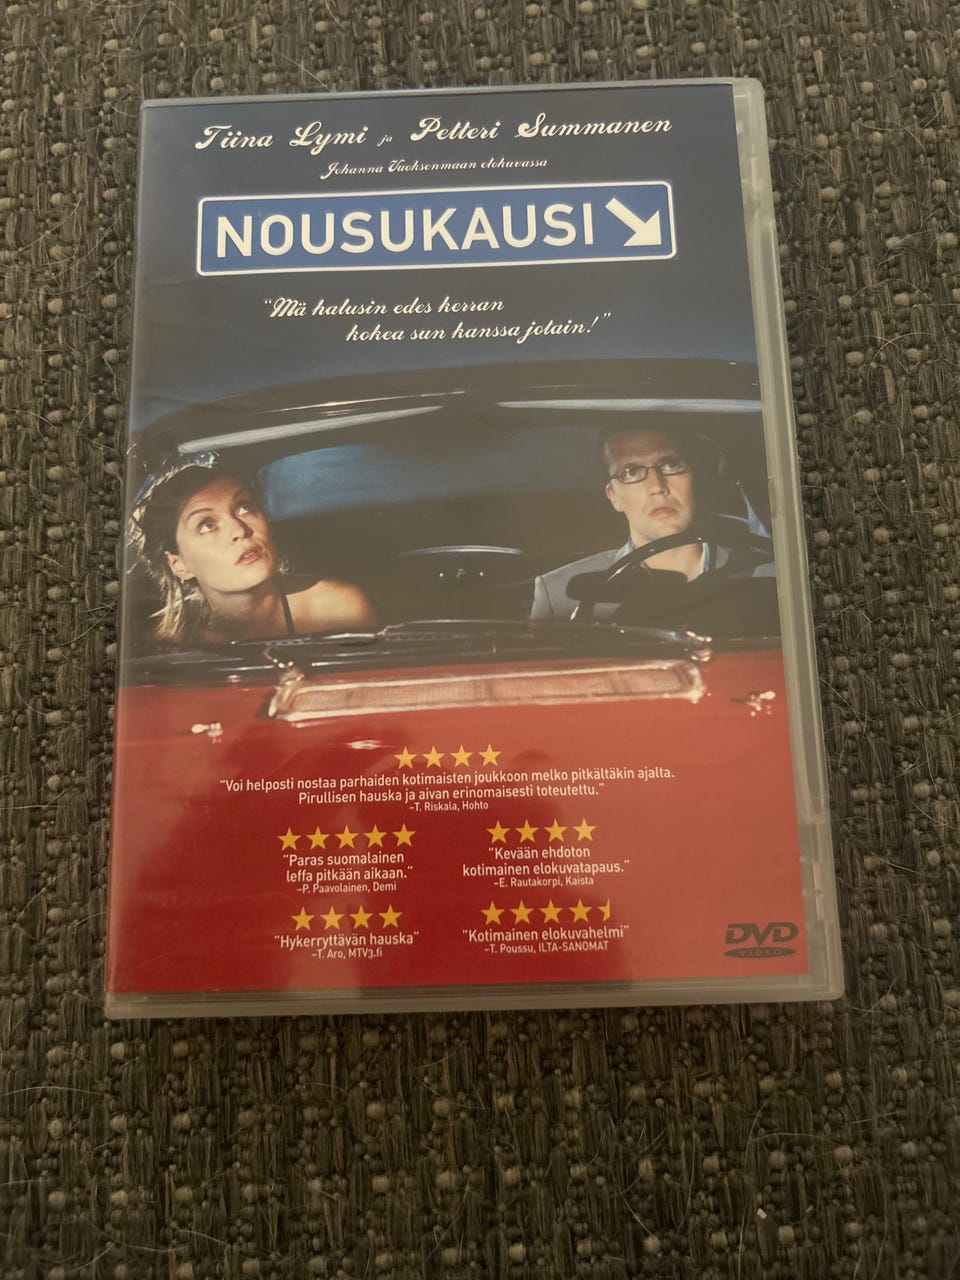 Tiina Lymi ja Petteri Summanen
Johanna Vuoksenmaan elokuvassa
NOUSUKAUSI
"Mä halusin edes kerran
kokea sun kanssa jotain!"
"Voi helposti nostaa parhaiden kotimaisten joukkoon melko pitkältäkin ajalta.
Pirullisen hauska ja aivan erinomaisesti toteutettu."
–T. Riskala, Hohto
"Paras suomalainen
leffa pitkään aikaan."
–P. Paavolainen, Demi
"Kevään ehdoton
kotimainen elokuvatapaus."
–E. Rautakorpi, Kaista
"Hykerryttävän hauska"
–T. Aro, MTV3.fi
"Kotimainen elokuvahelmi"
–T. Poussu, ILTA-SANOMAT
DVD
VIDEO